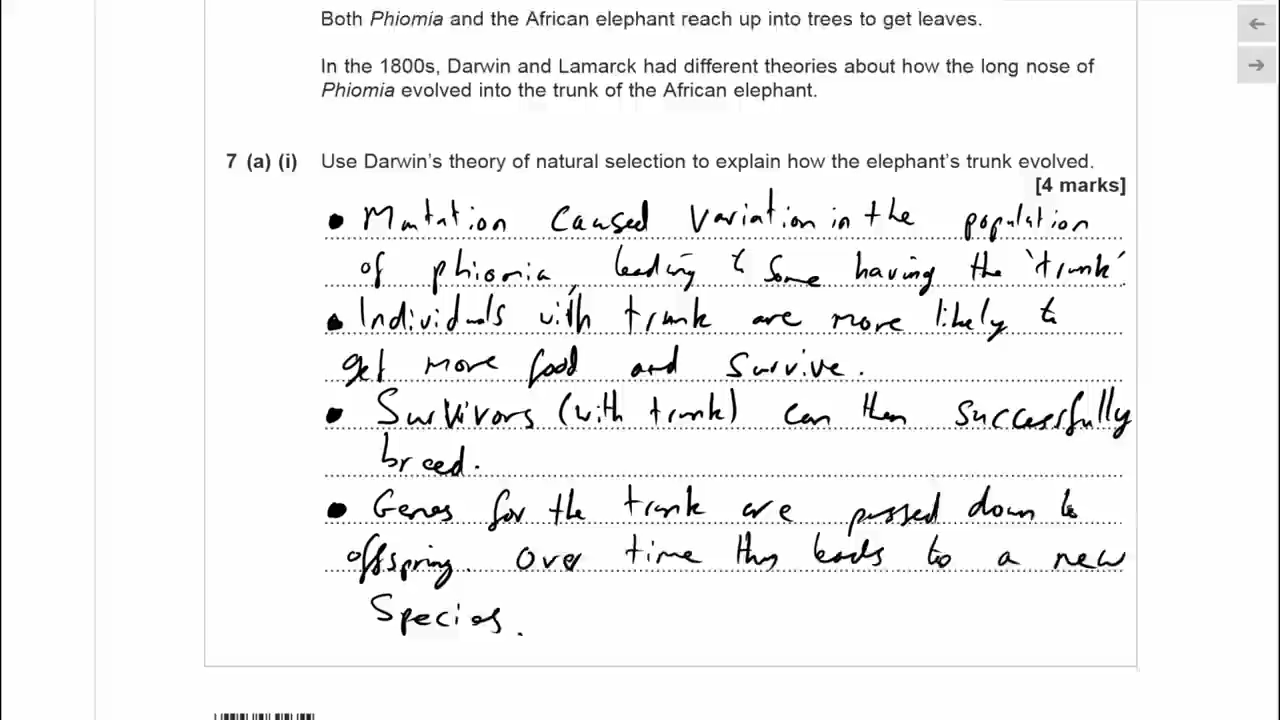 Both Phiomia and the African elephant reach up into trees to get leaves.
In the 1800s, Darwin and Lamarck had different theories about how the long nose of
Phiomia evolved into the trunk of the African elephant.
7 (a) (i) Use Darwin's theory of natural selection to explain how the elephant's trunk evolved.
[4 marks]
• Mutation caused variation in the population
of phiomia, leading to some having the 'trunk'.
• Individuals with trunk are more likely to
get more food and survive.
• Survivors (with trunk) can then successfully
breed.
• Genes for the trunk are passed down to
offspring. Over time this leads to a new
species.